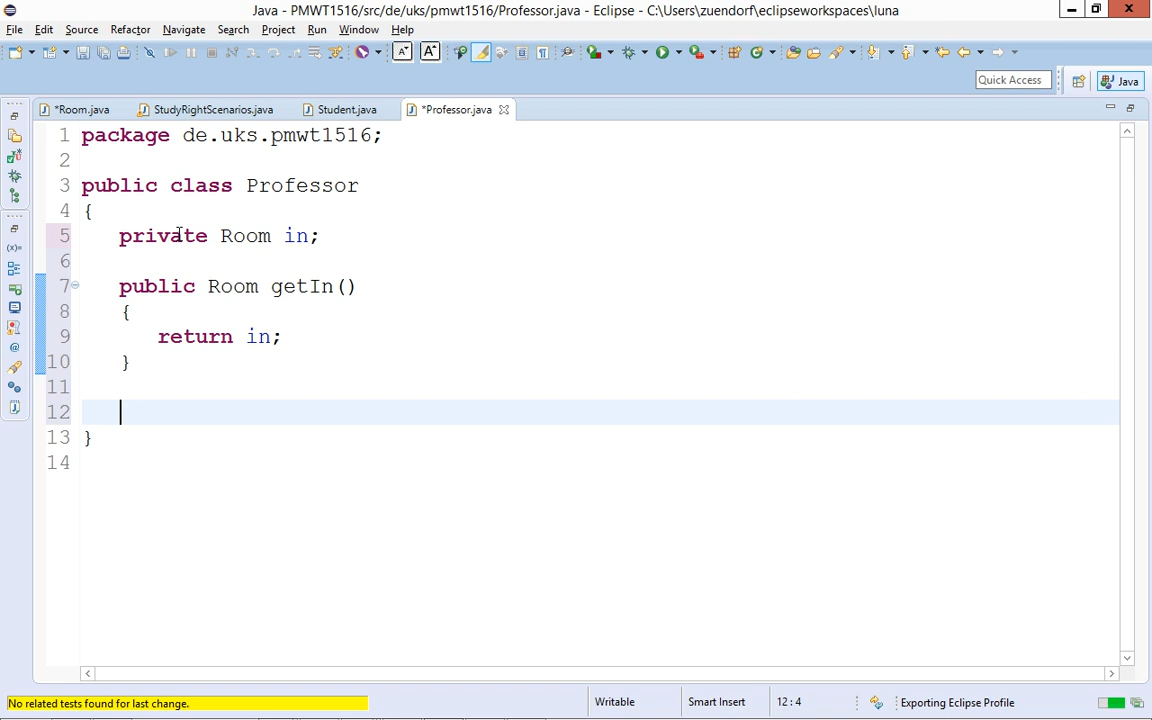 Java - PMWT1516/src/de/uks/pmwt1516/Professor.java - Eclipse - C:\Users\zuendorf\eclipseworkspaces\luna
File Edit Source Refactor Navigate Search Project Run Window Help
Quick Access
Java
*Room.java StudyRightScenarios.java Student.java *Professor.java
1 package de.uks.pmwt1516;
2
3 public class Professor
4 {
5 private Room in;
6
7 public Room getIn()
8 {
9 return in;
10 }
11
12
13 }
14
No related tests found for last change. Writable Smart Insert 12 : 4 Exporting Eclipse Profile